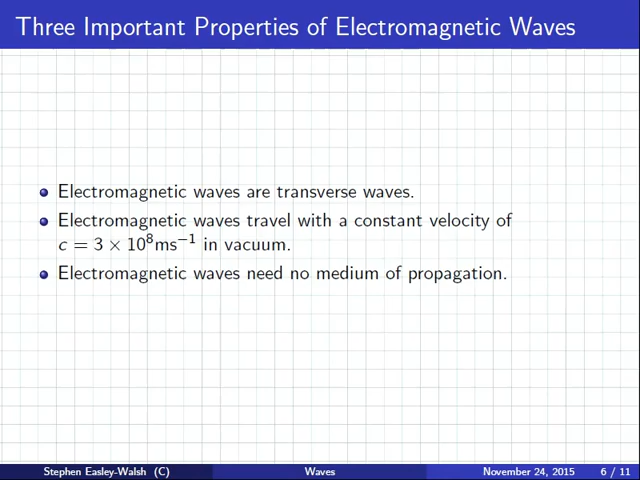 Three Important Properties of Electromagnetic Waves
Electromagnetic waves are transverse waves.
Electromagnetic waves travel with a constant velocity of
c = 3 × 10⁸ms⁻¹ in vacuum.
Electromagnetic waves need no medium of propagation.
Stephen Easley-Walsh (C) Waves November 24, 2015 6 / 11